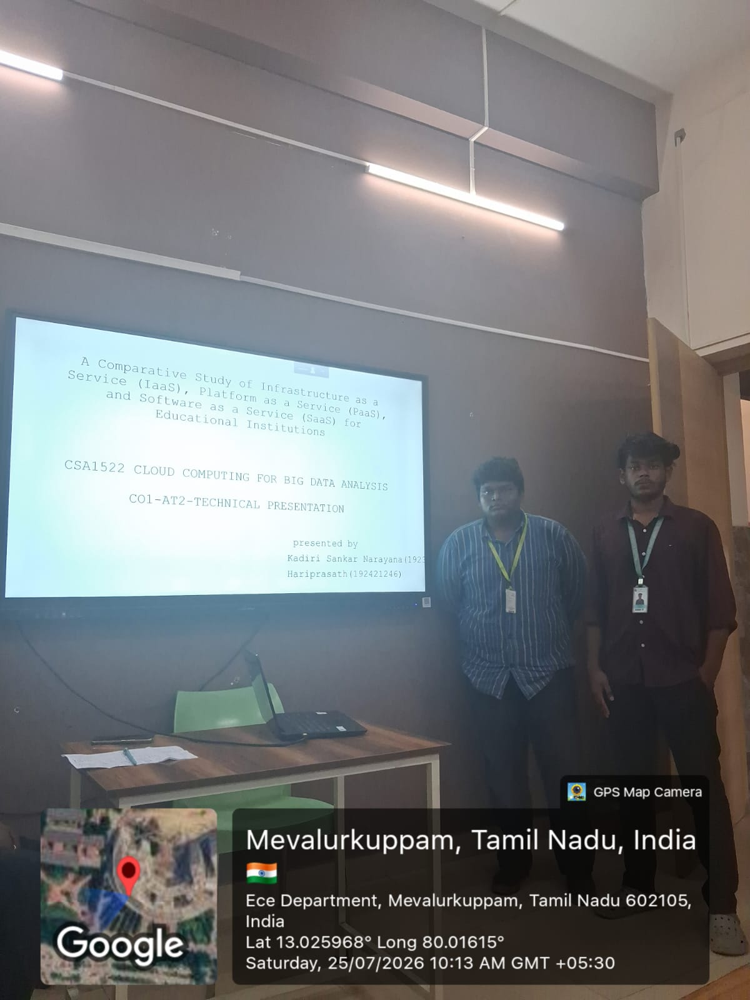 A Comparative Study of Infrastructure as a
Service (IaaS), Platform as a Service (PaaS),
and Software as a Service (SaaS) for
Educational Institutions
CSA1522 CLOUD COMPUTING FOR BIG DATA ANALYSIS
CO1-AT2-TECHNICAL PRESENTATION
presented by
Kadiri Sankar Narayana(192
Hariprasath(192421246)
GPS Map Camera
Mevalurkuppam, Tamil Nadu, India
Ece Department, Mevalurkuppam, Tamil Nadu 602105,
India
Lat 13.025968° Long 80.01615°
Saturday, 25/07/2026 10:13 AM GMT +05:30
Google